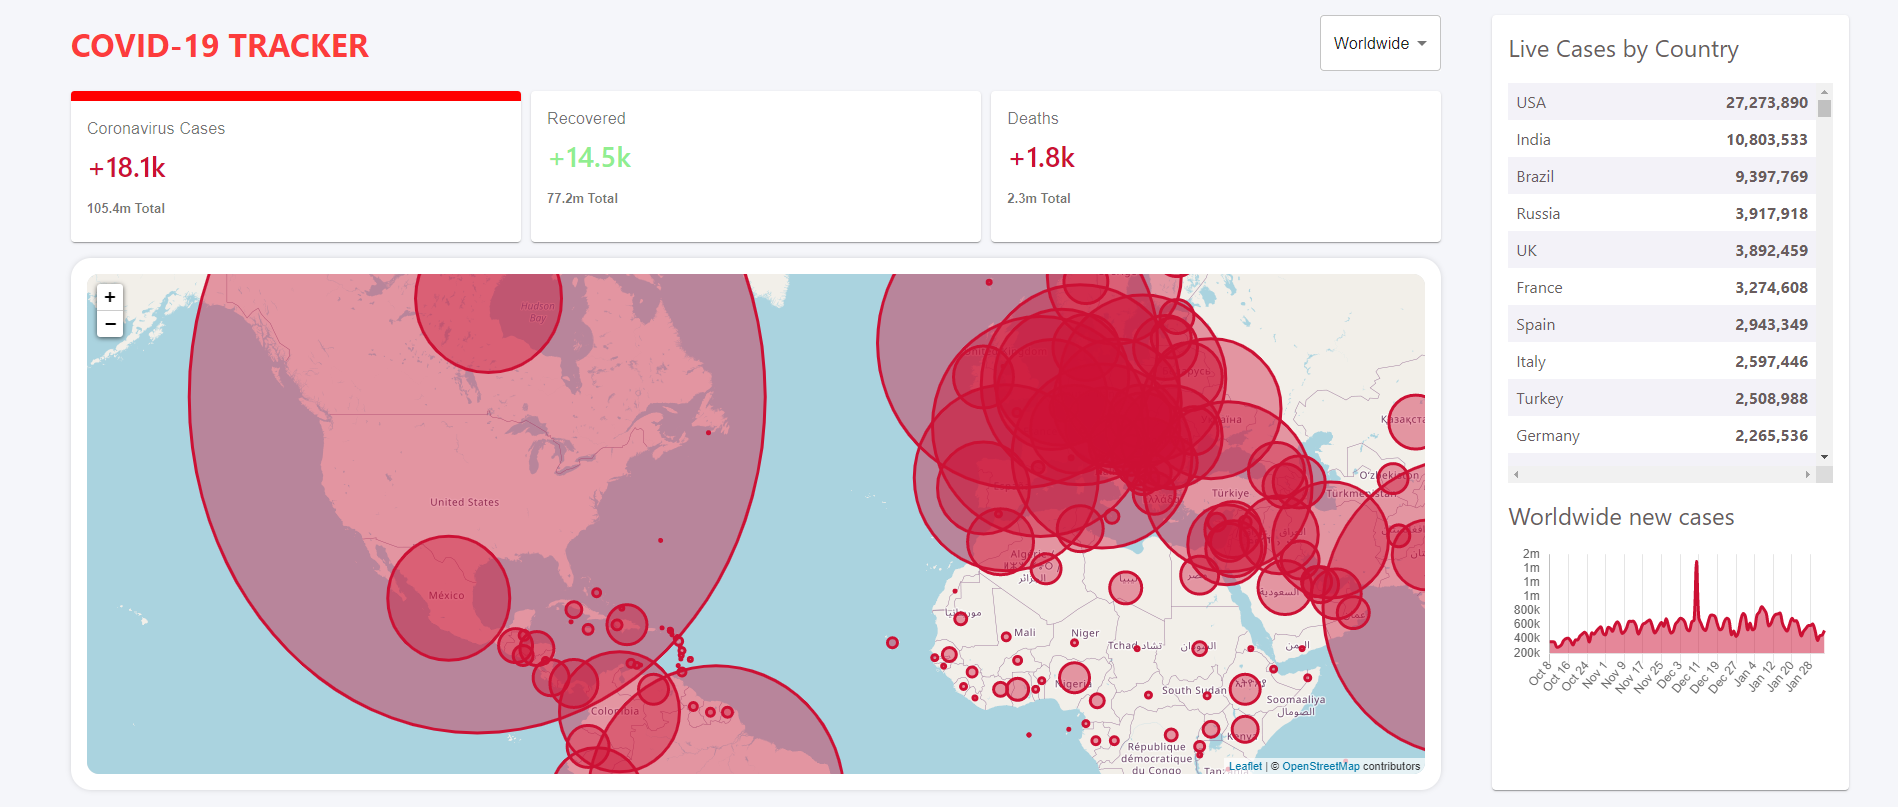 COVID-19 TRACKER
Worldwide
Coronavirus Cases
+18.1k
105.4m Total
Recovered
+14.5k
77.2m Total
Deaths
+1.8k
2.3m Total
+
−
Hudson
Bay
United States
México
Colombia
Україна
Қазақстан
O'zbekiston
Türkiye
Türkmenistan
ليبيا
مصر
السعودية
Mali
Niger
Tchad تشاد
السودان
اليمن
Nigeria
South Sudan
Soomaaliya
الصومال
Kenya
République
démocratique
du Congo
Leaflet | © OpenStreetMap contributors
Live Cases by Country
USA 27,273,890
India 10,803,533
Brazil 9,397,769
Russia 3,917,918
UK 3,892,459
France 3,274,608
Spain 2,943,349
Italy 2,597,446
Turkey 2,508,988
Germany 2,265,536
Worldwide new cases
2m
1m
1m
1m
800k
600k
400k
200k
Oct 8
Oct 16
Oct 24
Nov 1
Nov 9
Nov 17
Nov 25
Dec 3
Dec 11
Dec 19
Dec 27
Jan 4
Jan 12
Jan 20
Jan 28